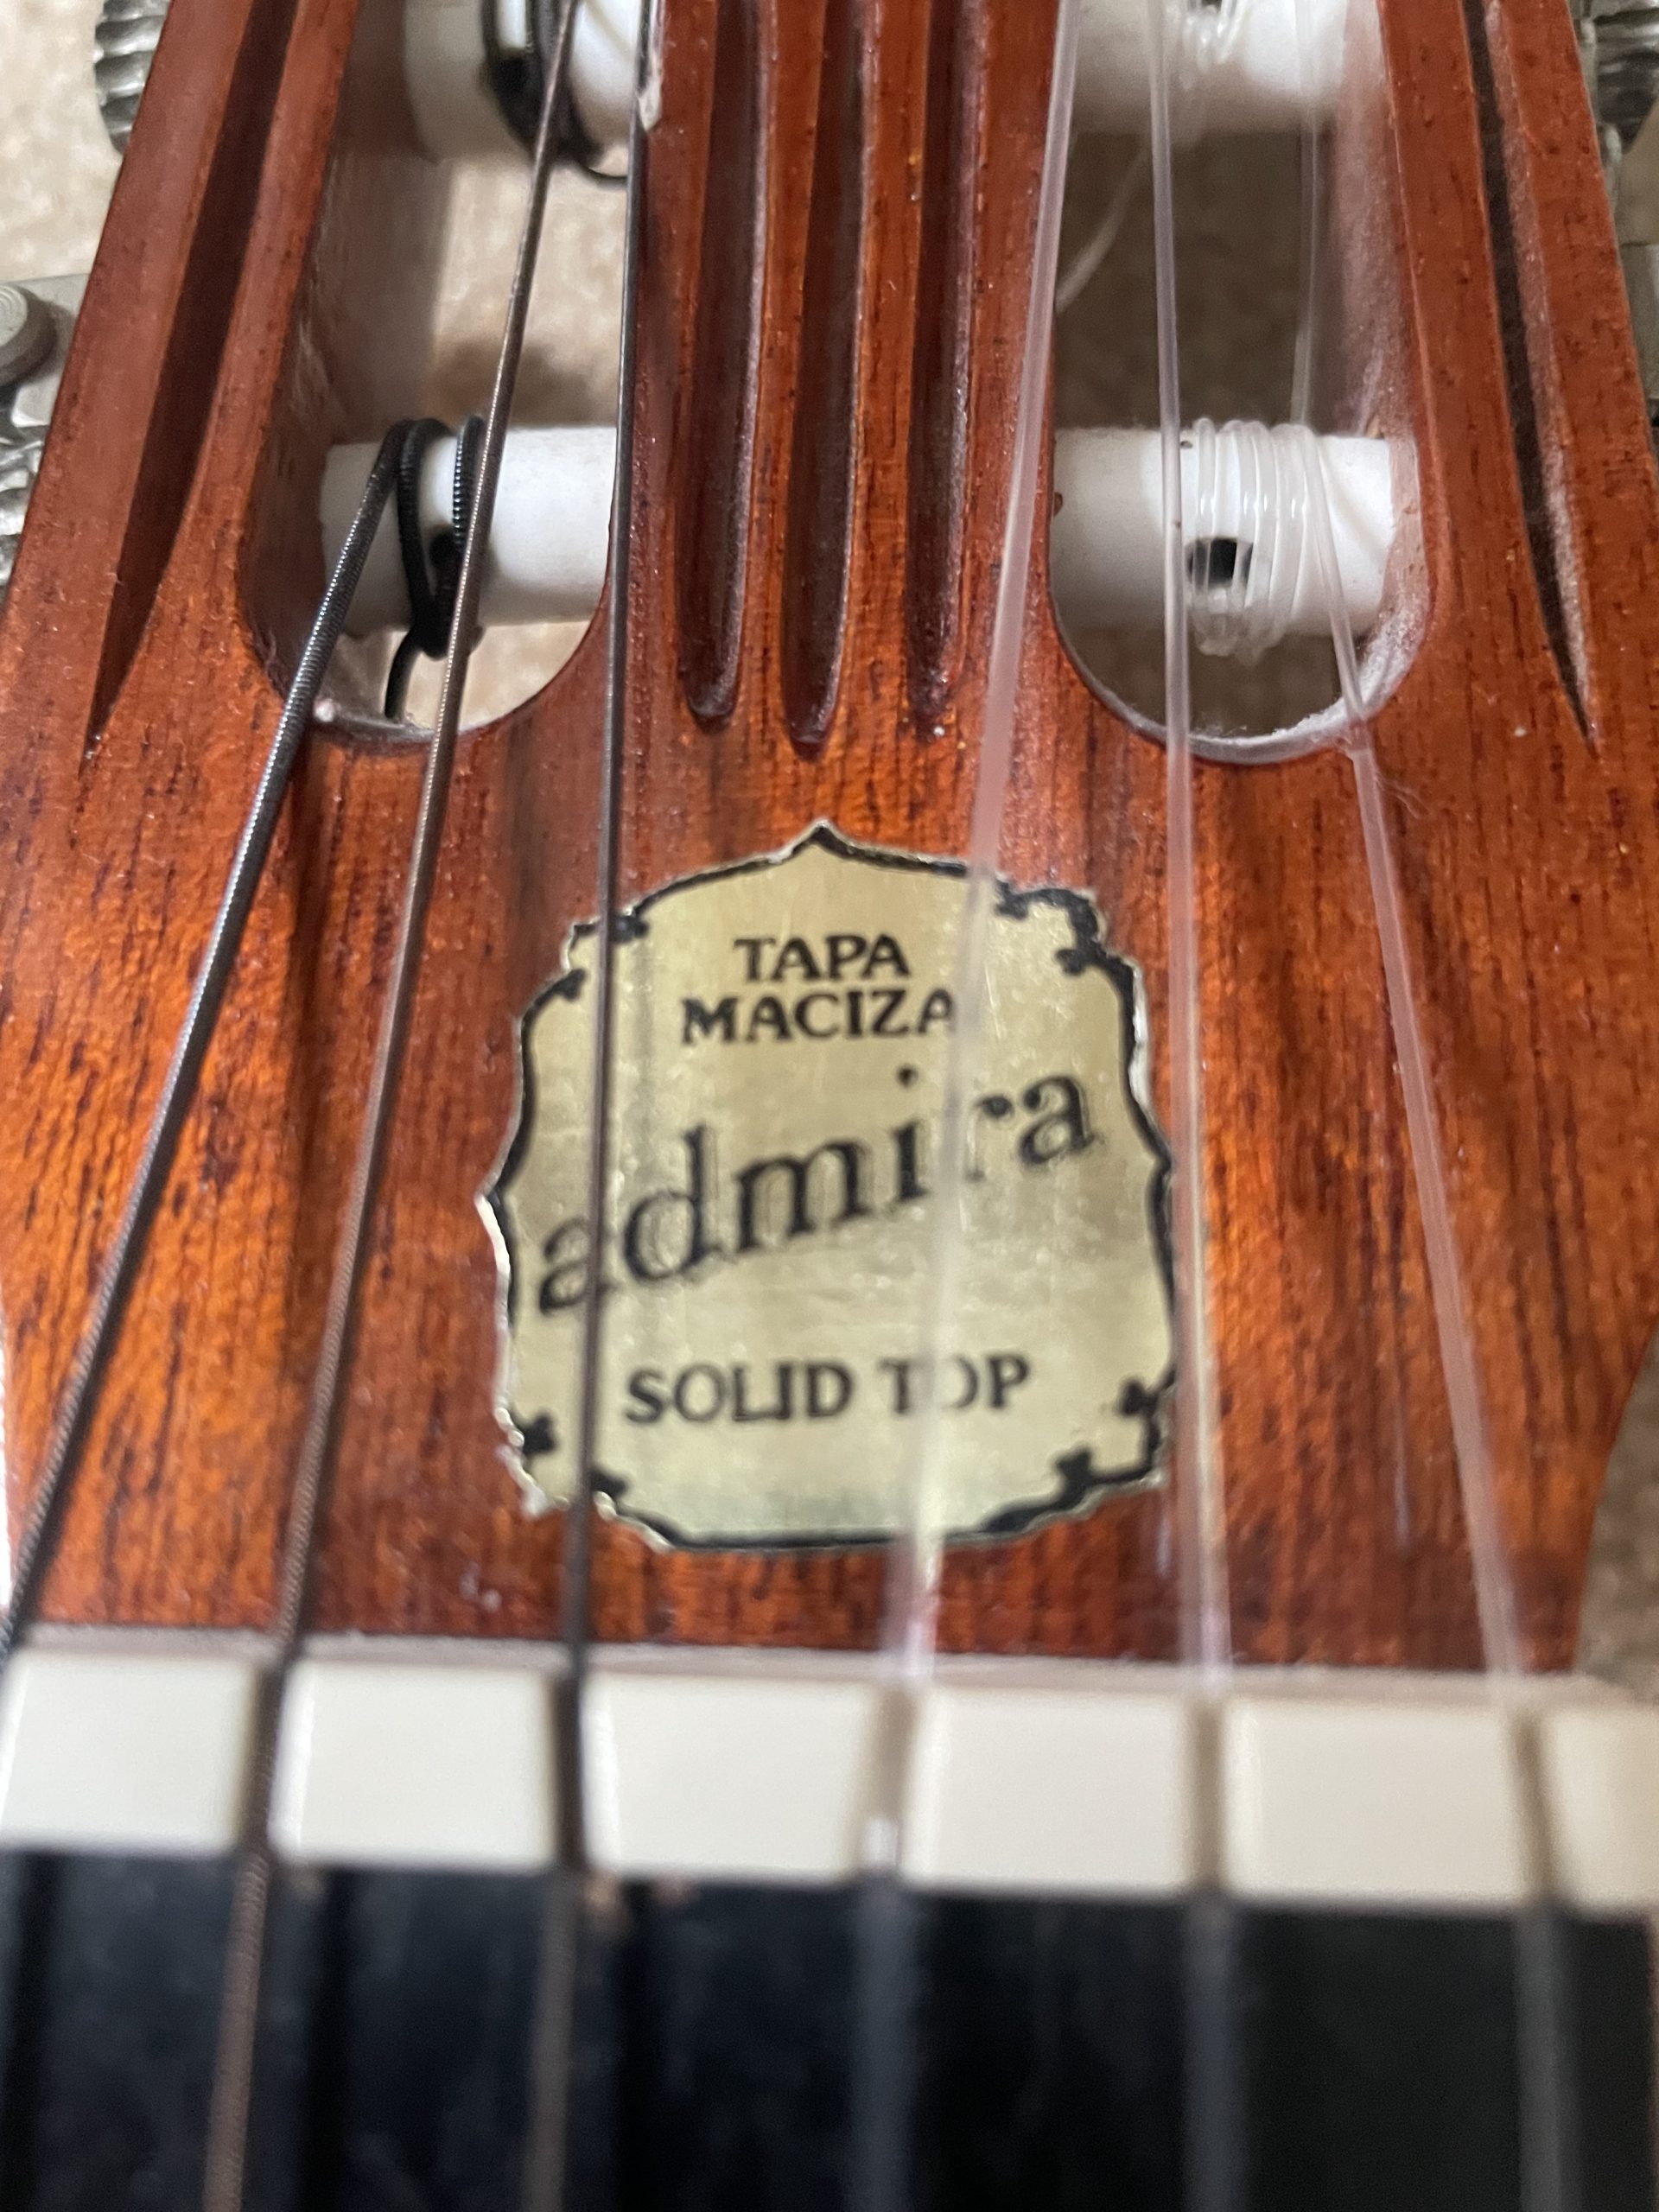 TAPA
MACIZA
admira
SOLID TOP